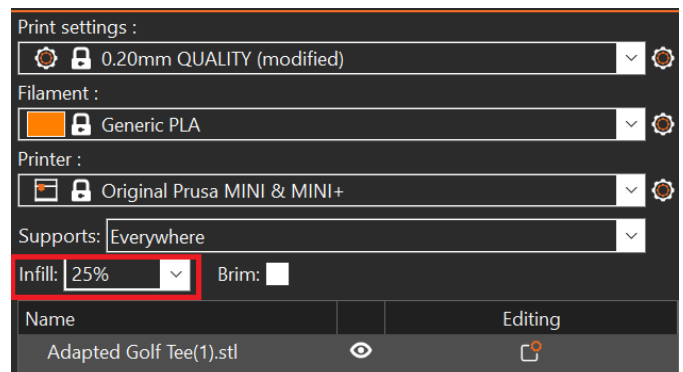 Print settings :
0.20mm QUALITY (modified)
Filament :
Generic PLA
Printer :
Original Prusa MINI & MINI+
Supports: Everywhere
Infill: 25% Brim:
Name Editing
Adapted Golf Tee(1).stl